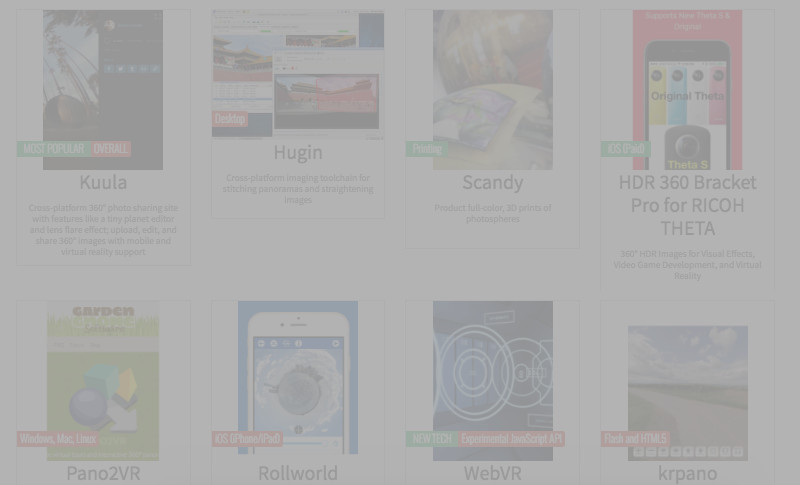 MOST POPULAR OVERALL
Kuula
Cross-platform 360° photo sharing site
with features like a tiny planet editor
and lens flare effect; upload, edit, and
share 360° images with mobile and
virtual reality support
Desktop
Hugin
Cross-platform imaging toolchain for
stitching panoramas and straightening
images
Printing
Scandy
Product full-color, 3D prints of
photospheres
Supports New Theta S &
Original
Original Theta
Theta S
iOS (Paid)
HDR 360 Bracket
Pro for RICOH
THETA
360° HDR Images for Visual Effects,
Video Game Development, and Virtual
Reality
GARDEN
Windows, Mac, Linux
Pano2VR
iOS (iPhone/iPad)
Rollworld
NEW TECH Experimental JavaScript API
WebVR
Flash and HTML5
krpano